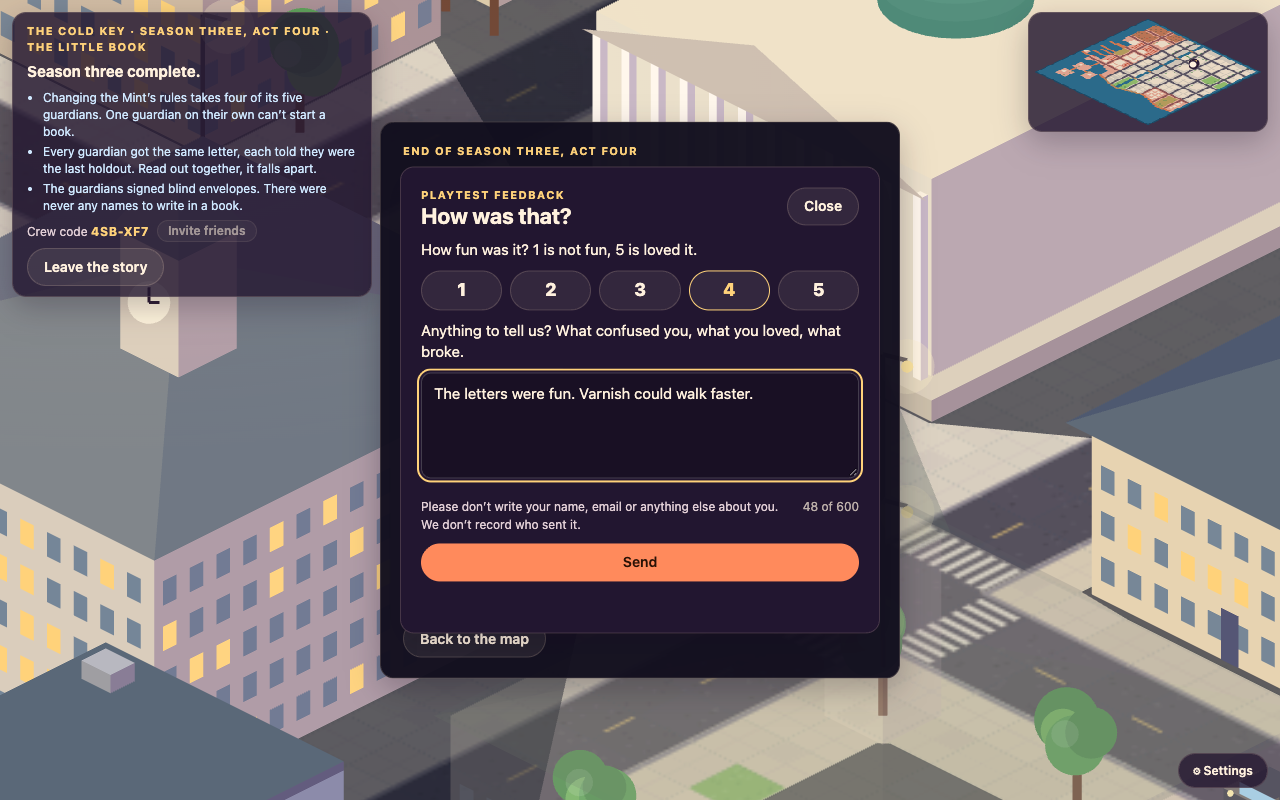 THE COLD KEY · SEASON THREE, ACT FOUR ·
THE LITTLE BOOK
Season three complete.
• Changing the Mint’s rules takes four of its five
guardians. One guardian on their own can’t start a
book.
• Every guardian got the same letter, each told they were
the last holdout. Read out together, it falls apart.
• The guardians signed blind envelopes. There were
never any names to write in a book.
Crew code 4SB-XF7 Invite friends
Leave the story
END OF SEASON THREE, ACT FOUR
PLAYTEST FEEDBACK
How was that?
Close
How fun was it? 1 is not fun, 5 is loved it.
1 2 3 4 5
Anything to tell us? What confused you, what you loved, what
broke.
The letters were fun. Varnish could walk faster.
Please don’t write your name, email or anything else about you.
We don’t record who sent it.
48 of 600
Send
Back to the map
⚙ Settings